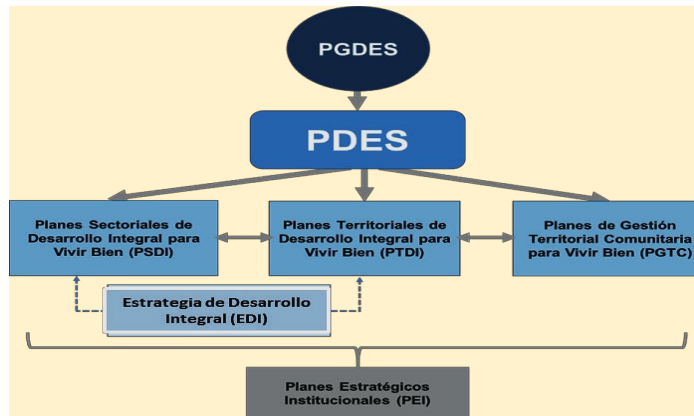 PGDES
PDES
Planes Sectoriales de
Desarrollo Integral para
Vivir Bien (PSDI)
Planes Territoriales de
Desarrollo Integral para
Vivir Bien (PTDI)
Planes de Gestión
Territorial Comunitaria
para Vivir Bien (PGTC)
Estrategia de Desarrollo
Integral (EDI)
Planes Estratégicos
Institucionales (PEI)